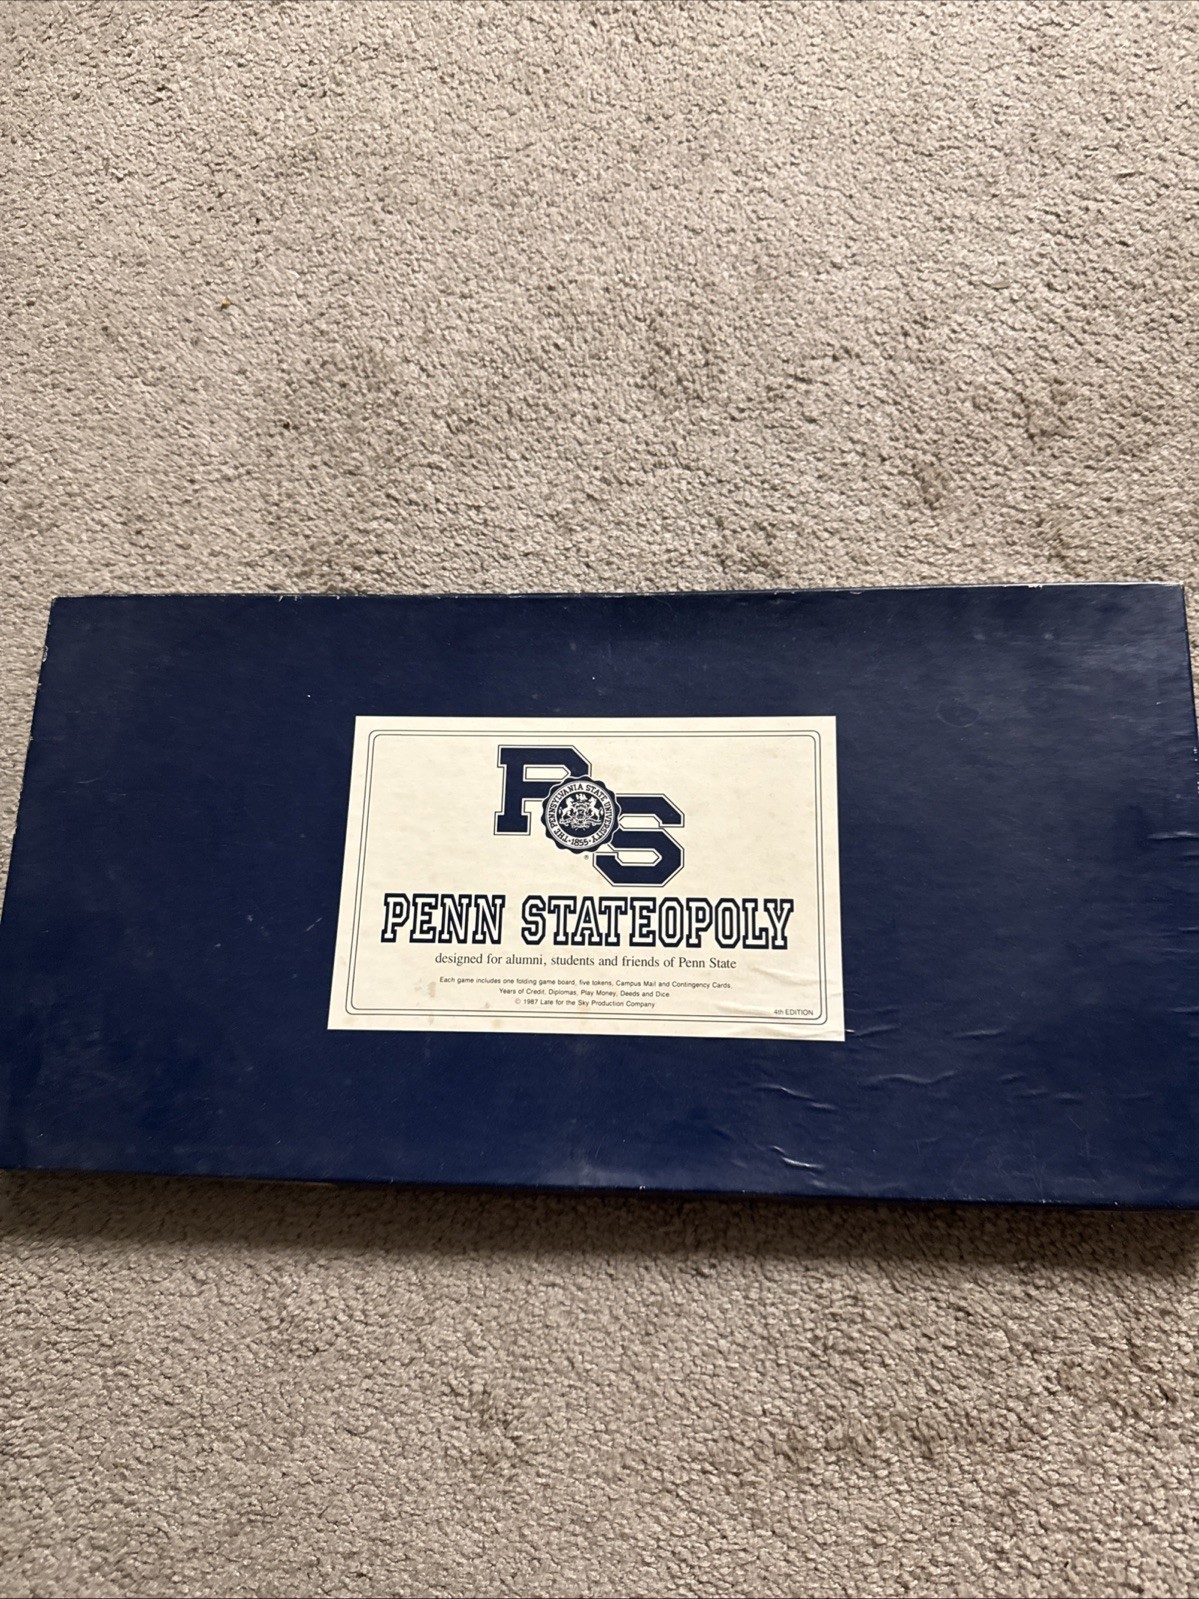 PS
THE PENNSYLVANIA STATE UNIVERSITY
·1855·
®
PENN STATEOPOLY
designed for alumni, students and friends of Penn State
Each game includes one folding game board, five tokens, Campus Mail and Contingency Cards,
Years of Credit, Diplomas, Play Money, Deeds and Dice.
© 1987 Late for the Sky Production Company
4th EDITION